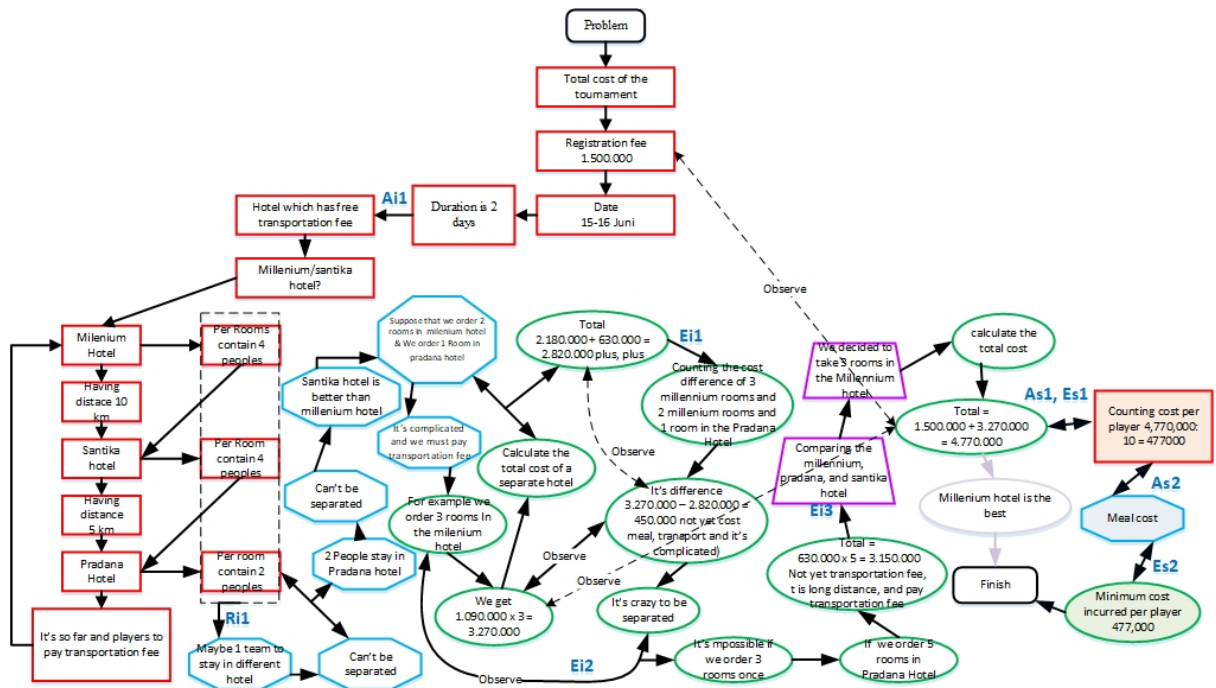 Problem
Total cost of the
tournament
Registration fee
1.500.000
Date
15-16 Juni
Duration is 2
days
Ai1
Hotel which has free
transportation fee
Millenium/santika
hotel?
Milenium
Hotel
Having
distace 10
km
Santika
hotel
Having
distance
5 km
Pradana
Hotel
It's so far and players to
pay transportation fee
Per Rooms
contain 4
peoples
Per Room
contain 4
peoples
Per room
contain 2
peoples
Ri1
Maybe 1 team to
stay in different
hotel
Can't be
separated
2 People stay in
Pradana hotel
Can't be
separated
Santika hotel is
better than
millenium hotel
Suppose that we order 2
rooms in milenium hotel
& We order 1 Room in
pradana hotel
It's complicated
and we must pay
transportation fee
For example we
order 3 rooms In
the milenium
hotel
We get
1.090.000 x 3=
3.270.000
Calculate the
total cost of a
separate hotel
Total
2.180.000 + 630.000 =
2.820.000 plus, plus
Ei1
Counting the cost
difference of 3
millenium rooms and
2 millenium rooms and
1 room in the Pradana
Hotel
Observe
It's difference
3.270.000 – 2.820.000 =
450.000 not yet cost
meal, transport and it's
complicated)
Observe
Observe
It's crazy to be
separated
Ei2
Observe
It's mpossible if
we order 3
rooms once
If we order 5
rooms in
Pradana Hotel
Total =
630.000 x 5 = 3.150.000
Not yet transportation fee,
t is long distance, and pay
transportation fee
Ei3
Comparing the
millennium,
pradana, and santika
hotel
We decided to
take 3 rooms in
the Millennium
hotel
Observe
calculate the
total cost
Total =
1.500.000 + 3.270.000
= 4.770.000
As1, Es1
Counting cost per
player 4,770,000:
10 = 477000
As2
Meal cost
Es2
Minimum cost
incurred per player
477,000
Millenium hotel is the
best
Finish